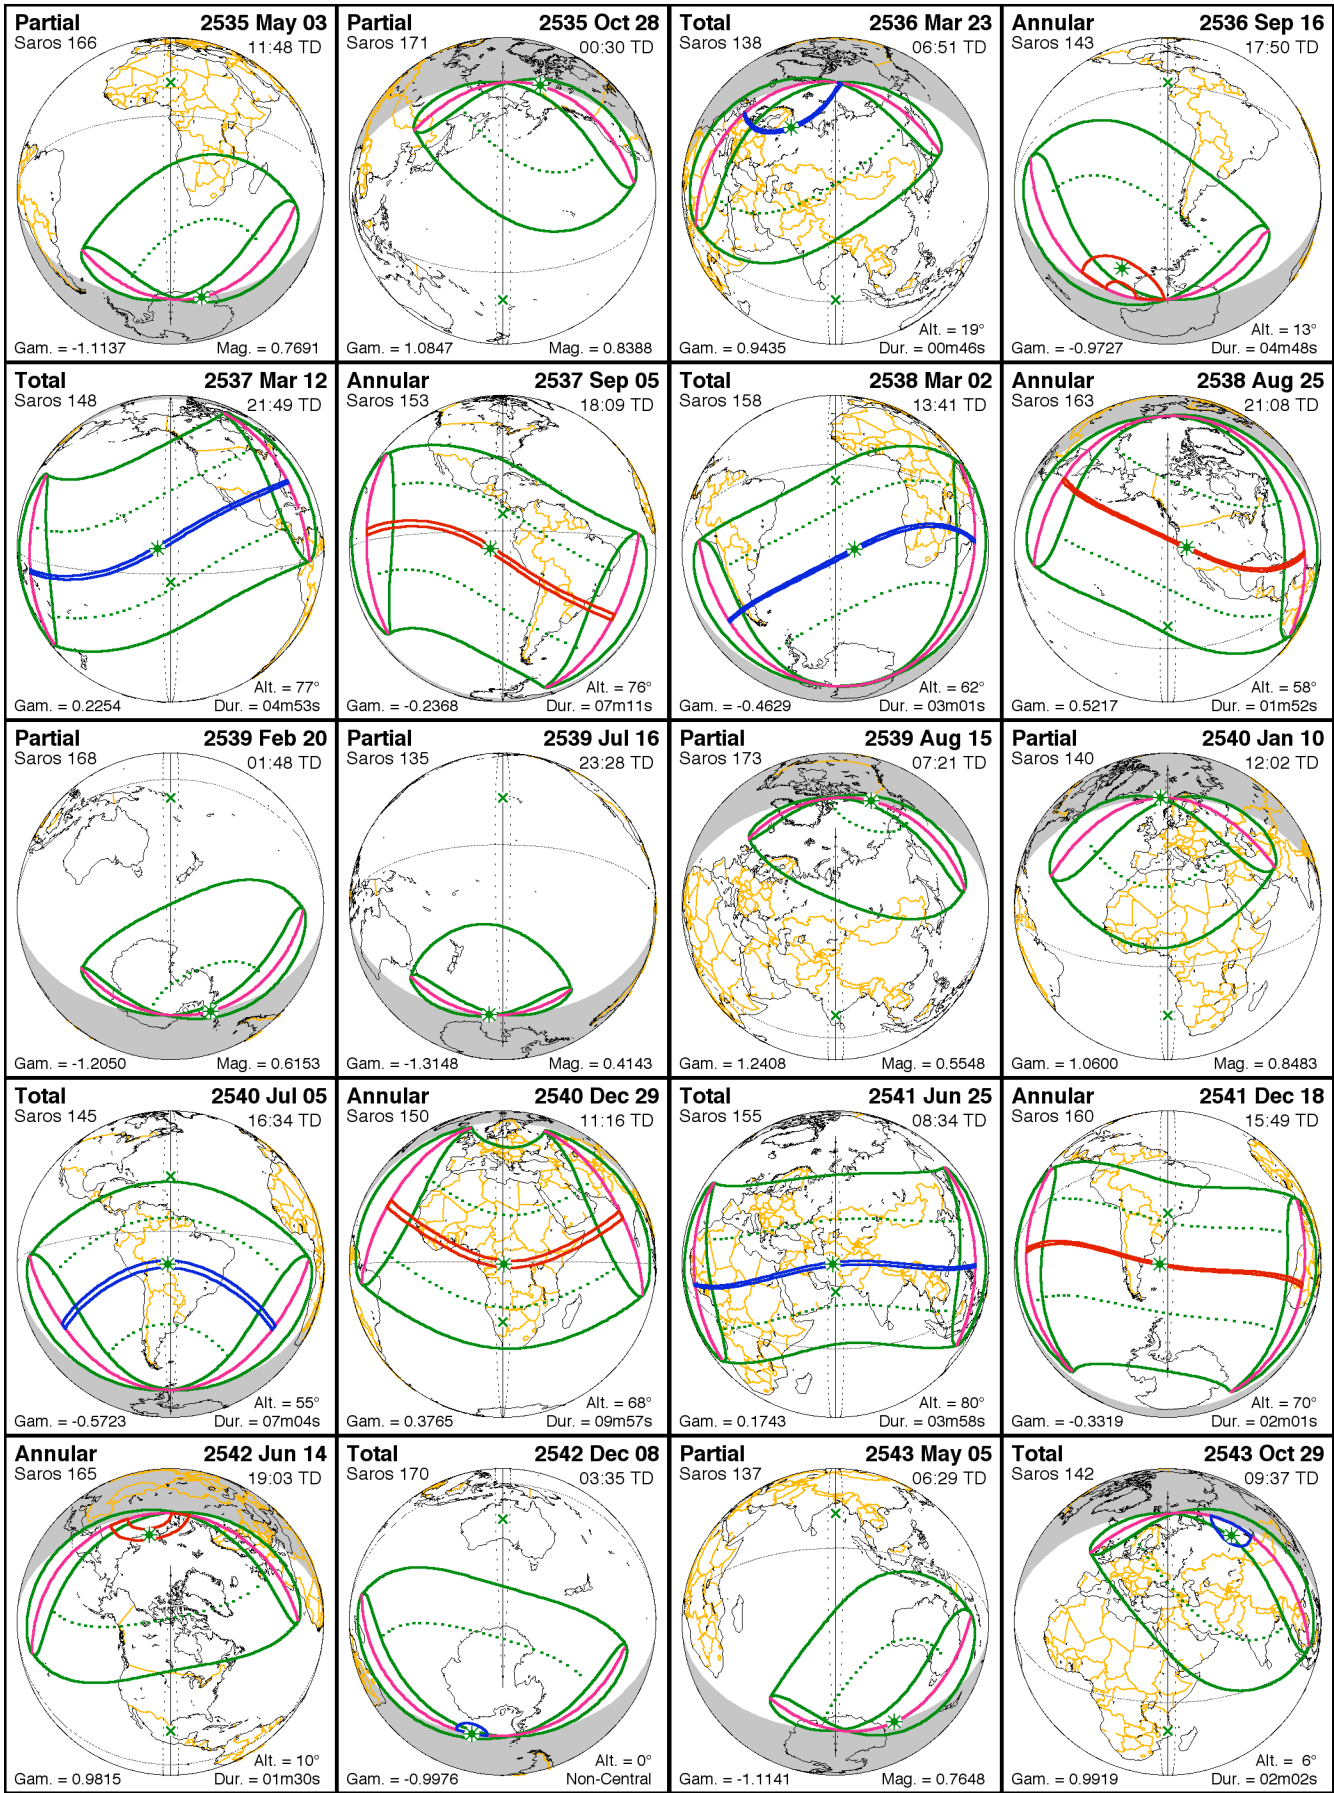 Partial 2535 May 03
Saros 166 11:48 TD
Gam. = -1.1137 Mag. = 0.7691
Partial 2535 Oct 28
Saros 171 00:30 TD
Gam. = 1.0847 Mag. = 0.8388
Total 2536 Mar 23
Saros 138 06:51 TD
Alt. = 19°
Gam. = 0.9435 Dur. = 00m46s
Annular 2536 Sep 16
Saros 143 17:50 TD
Alt. = 13°
Gam. = -0.9727 Dur. = 04m48s
Total 2537 Mar 12
Saros 148 21:49 TD
Alt. = 77°
Gam. = 0.2254 Dur. = 04m53s
Annular 2537 Sep 05
Saros 153 18:09 TD
Alt. = 76°
Gam. = -0.2368 Dur. = 07m11s
Total 2538 Mar 02
Saros 158 13:41 TD
Alt. = 62°
Gam. = -0.4629 Dur. = 03m01s
Annular 2538 Aug 25
Saros 163 21:08 TD
Alt. = 58°
Gam. = 0.5217 Dur. = 01m52s
Partial 2539 Feb 20
Saros 168 01:48 TD
Gam. = -1.2050 Mag. = 0.6153
Partial 2539 Jul 16
Saros 135 23:28 TD
Gam. = -1.3148 Mag. = 0.4143
Partial 2539 Aug 15
Saros 173 07:21 TD
Gam. = 1.2408 Mag. = 0.5548
Partial 2540 Jan 10
Saros 140 12:02 TD
Gam. = 1.0600 Mag. = 0.8483
Total 2540 Jul 05
Saros 145 16:34 TD
Alt. = 55°
Gam. = -0.5723 Dur. = 07m04s
Annular 2540 Dec 29
Saros 150 11:16 TD
Alt. = 68°
Gam. = 0.3765 Dur. = 09m57s
Total 2541 Jun 25
Saros 155 08:34 TD
Alt. = 80°
Gam. = 0.1743 Dur. = 03m58s
Annular 2541 Dec 18
Saros 160 15:49 TD
Alt. = 70°
Gam. = -0.3319 Dur. = 02m01s
Annular 2542 Jun 14
Saros 165 19:03 TD
Alt. = 10°
Gam. = 0.9815 Dur. = 01m30s
Total 2542 Dec 08
Saros 170 03:35 TD
Alt. = 0°
Gam. = -0.9976 Non-Central
Partial 2543 May 05
Saros 137 06:29 TD
Gam. = -1.1141 Mag. = 0.7648
Total 2543 Oct 29
Saros 142 09:37 TD
Alt. = 6°
Gam. = 0.9919 Dur. = 02m02s